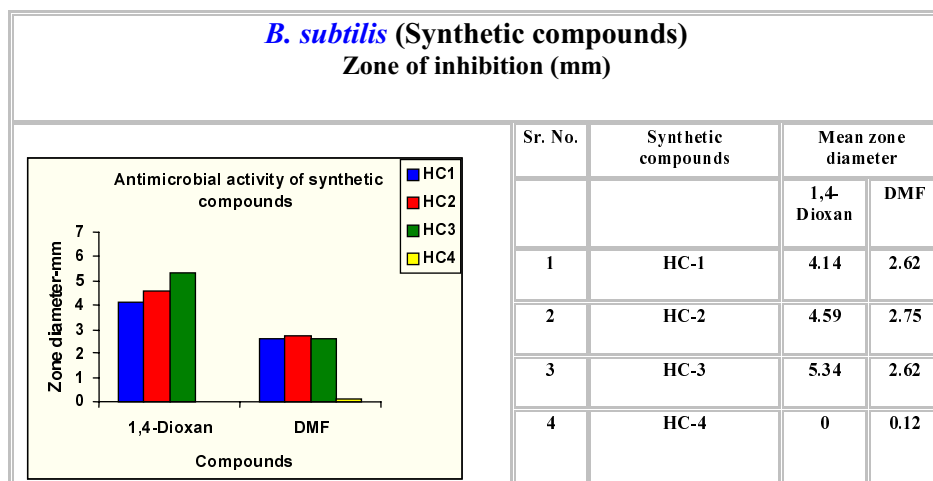 B. subtilis (Synthetic compounds)
Zone of inhibition (mm)
Antimicrobial activity of synthetic
compounds
HC1
HC2
HC3
HC4
Zone diameter-mm
7
6
5
4
3
2
1
0
1,4-Dioxan DMF
Compounds
Sr. No. Synthetic compounds Mean zone diameter
1,4-Dioxan DMF
1 HC-1 4.14 2.62
2 HC-2 4.59 2.75
3 HC-3 5.34 2.62
4 HC-4 0 0.12